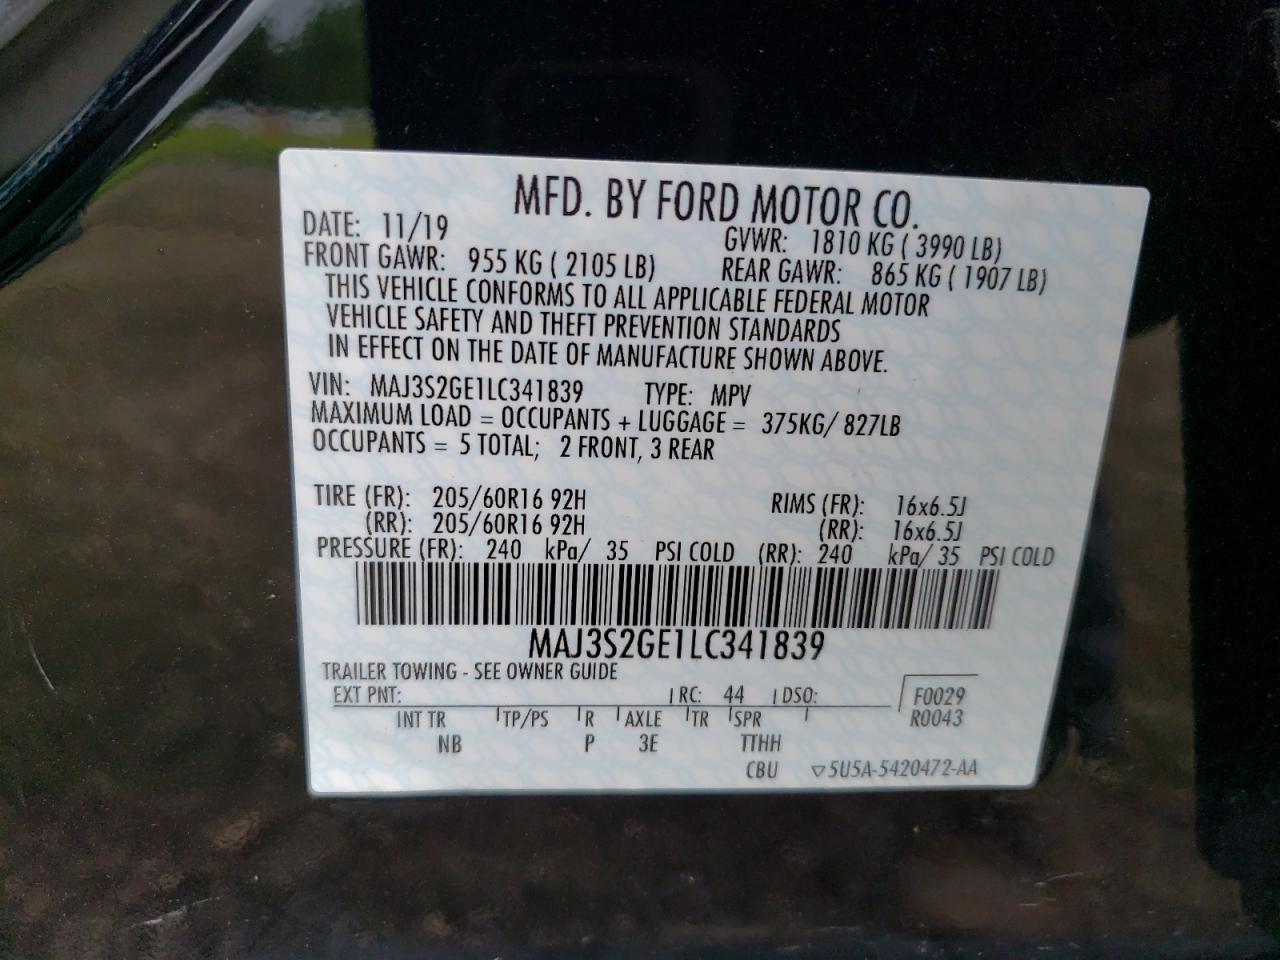 MFD. BY FORD MOTOR CO.
DATE: 11/19 GVWR: 1810 KG ( 3990 LB)
FRONT GAWR: 955 KG ( 2105 LB) REAR GAWR: 865 KG ( 1907 LB)
THIS VEHICLE CONFORMS TO ALL APPLICABLE FEDERAL MOTOR
VEHICLE SAFETY AND THEFT PREVENTION STANDARDS
IN EFFECT ON THE DATE OF MANUFACTURE SHOWN ABOVE.
VIN: MAJ3S2GE1LC341839 TYPE: MPV
MAXIMUM LOAD = OCCUPANTS + LUGGAGE = 375KG/ 827LB
OCCUPANTS = 5 TOTAL; 2 FRONT, 3 REAR
TIRE (FR): 205/60R16 92H RIMS (FR): 16x6.5J
(RR): 205/60R16 92H (RR): 16x6.5J
PRESSURE (FR): 240 kPa/ 35 PSI COLD (RR): 240 kPa/ 35 PSI COLD
MAJ3S2GE1LC341839
TRAILER TOWING - SEE OWNER GUIDE
EXT PNT: RC: 44 DSO: F0029
INT TR TP/PS R AXLE TR SPR R0043
NB P 3E TTHH
CBU ▽5U5A-5420472-AA